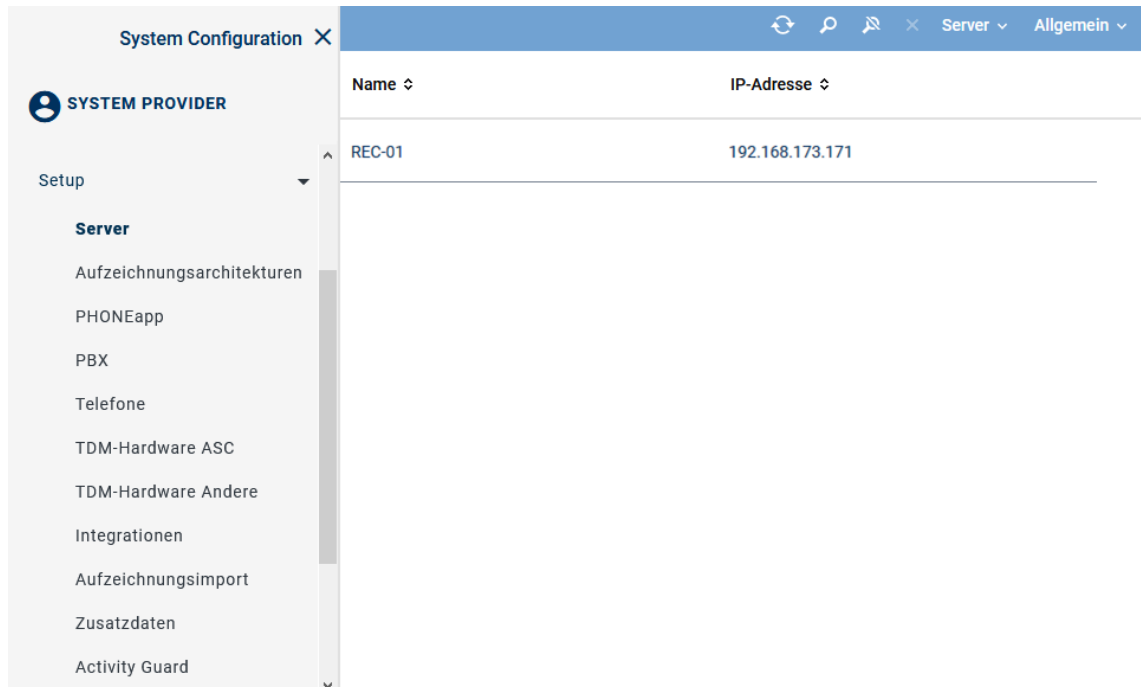 System Configuration
SYSTEM PROVIDER
Setup
Server
Aufzeichnungsarchitekturen
PHONEapp
PBX
Telefone
TDM-Hardware ASC
TDM-Hardware Andere
Integrationen
Aufzeichnungsimport
Zusatzdaten
Activity Guard
Server Allgemein
Name IP-Adresse
REC-01 192.168.173.171